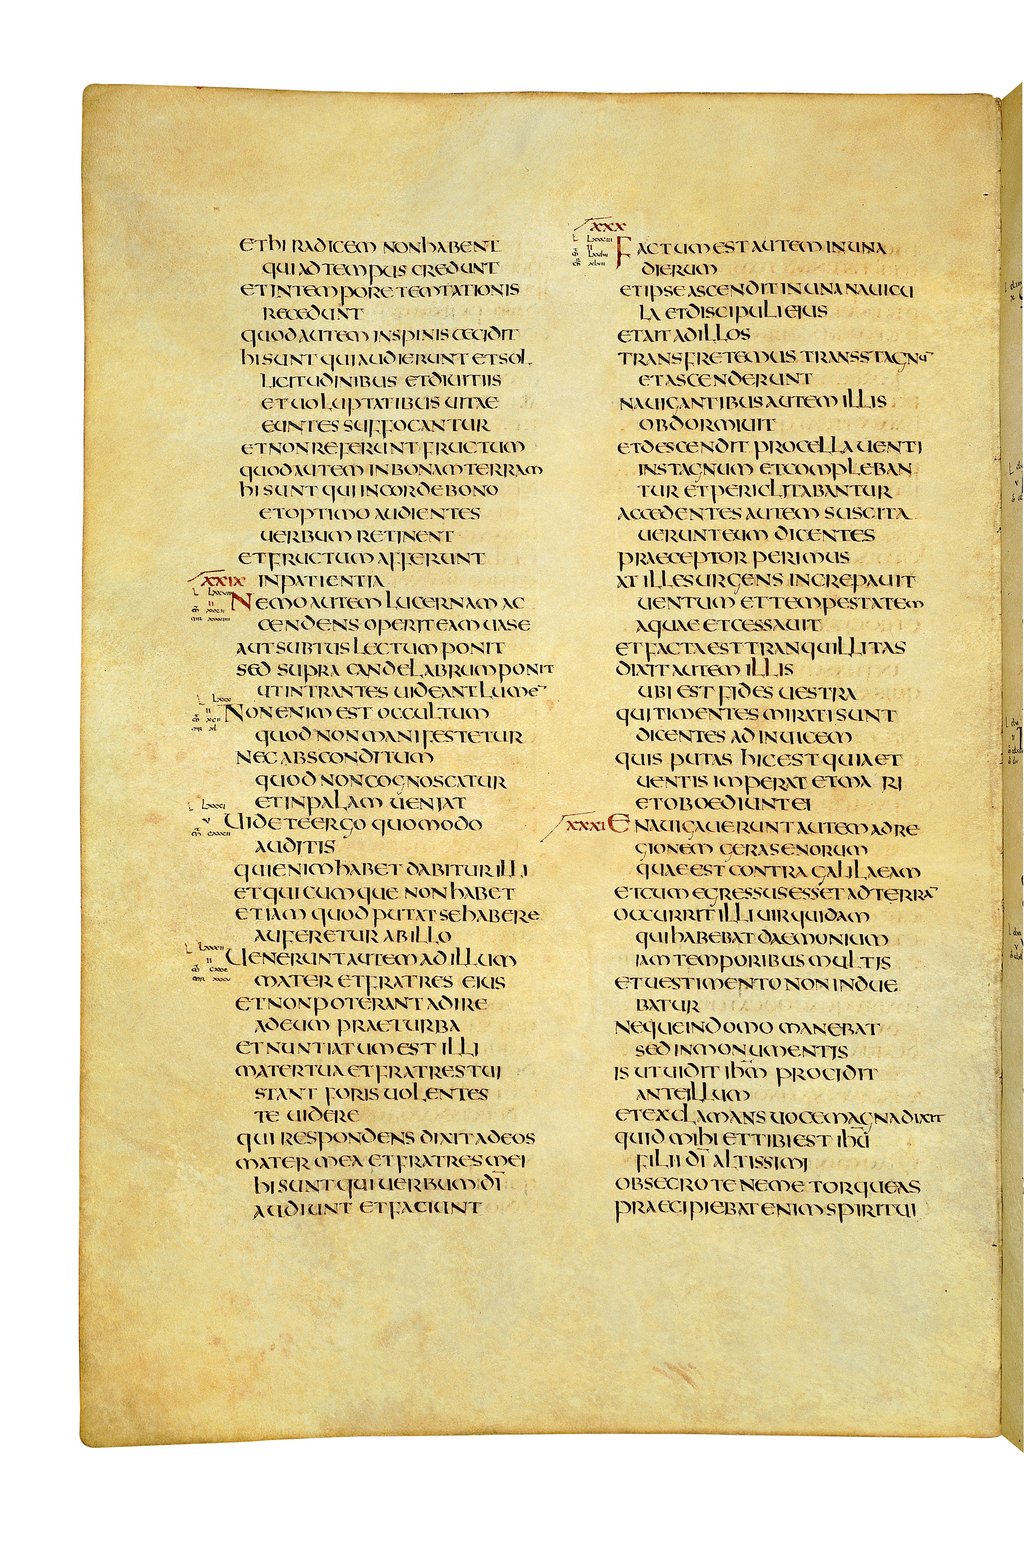 ET HI RADICEM NON HABENT
QUI AD TEMPUS CREDUNT
ET IN TEMPORE TEMTATIONIS
RECEDUNT
QUOD AUTEM IN SPINIS CECIDIT
HI SUNT QUI AUDIERUNT ET SOL
LICITUDINIBUS ET DIUITIIS
ET UOLUPTATIBUS UITAE
EUNTES SUFFOCANTUR
ET NON REFERUNT FRUCTUM
QUOD AUTEM IN BONAM TERRAM
HI SUNT QUI IN CORDE BONO
ET OPTIMO AUDIENTES
UERBUM RETINENT
ET FRUCTUM AFFERUNT
XXIX IN PATIENTIA
NEMO AUTEM LUCERNAM AC
CENDENS OPERIT EAM UASE
AUT SUBTUS LECTUM PONIT
SED SUPRA CANDELABRUM PONIT
UT INTRANTES UIDEANT LUMEN
NON ENIM EST OCCULTUM
QUOD NON MANIFESTETUR
NEC ABSCONDITUM
QUOD NON COGNOSCATUR
ET IN PALAM UENIAT
UIDETE ERGO QUOMODO
AUDITIS
QUI ENIM HABET DABITUR ILLI
ET QUICUMQUE NON HABET
ETIAM QUOD PUTAT SE HABERE
AUFERETUR AB ILLO
UENERUNT AUTEM AD ILLUM
MATER ET FRATRES EIUS
ET NON POTERANT ADIRE
AD EUM PRAE TURBA
ET NUNTIATUM EST ILLI
MATER TUA ET FRATRES TUI
STANT FORIS UOLENTES
TE UIDERE
QUI RESPONDENS DIXIT AD EOS
MATER MEA ET FRATRES MEI
HI SUNT QUI UERBUM DI
AUDIUNT ET FACIUNT
XXX
FACTUM EST AUTEM IN UNA
DIERUM
ET IPSE ASCENDIT IN UNA NAUICU
LA ET DISCIPULI EIUS
ET AIT AD ILLOS
TRANSFRETEMUS TRANS STAGNUM
ET ASCENDERUNT
NAUIGANTIBUS AUTEM ILLIS
OBDORMIUIT
ET DESCENDIT PROCELLA UENTI
IN STAGNUM ET COMPLEBAN
TUR ET PERICLITABANTUR
ACCEDENTES AUTEM SUSCITA
UERUNT EUM DICENTES
PRAECEPTOR PERIMUS
AT ILLE SURGENS INCREPAUIT
UENTUM ET TEMPESTATEM
AQUAE ET CESSAUIT
ET FACTA EST TRANQUILLITAS
DIXIT AUTEM ILLIS
UBI EST FIDES UESTRA
QUI TIMENTES MIRATI SUNT
DICENTES AD INUICEM
QUIS PUTAS HIC EST QUIA ET
UENTIS IMPERAT ET MA RI
ET OBOEDIUNT EI
XXXI ENAUIGAUERUNT AUTEM AD RE
GIONEM GERASENORUM
QUAE EST CONTRA GALILAEAM
ET CUM EGRESSUS ESSET AD TERRAM
OCCURRIT ILLI UIR QUIDAM
QUI HABEBAT DAEMONIUM
IAM TEMPORIBUS MULTIS
ET UESTIMENTO NON INDUE
BATUR
NEQUE IN DOMO MANEBAT
SED IN MONUMENTIS
IS UT UIDIT IHM PROCIDIT
ANTE ILLUM
ET EXCLAMANS UOCE MAGNA DIXIT
QUID MIHI ET TIBI EST IHU
FILII DI ALTISSIMI
OBSECRO TE NE ME TORQUEAS
PRAECIPIEBAT ENIM SPIRITUI